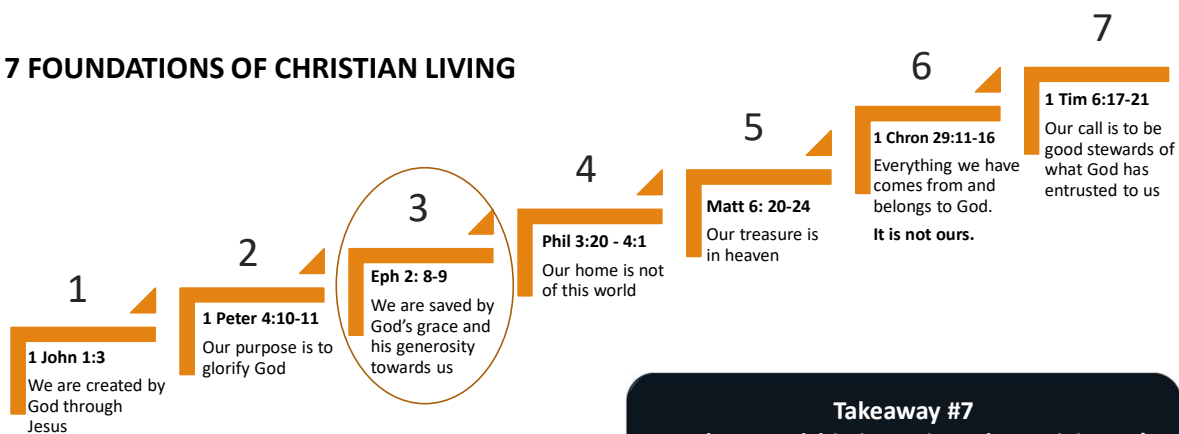 7 FOUNDATIONS OF CHRISTIAN LIVING
1
1 John 1:3
We are created by
God through
Jesus
2
1 Peter 4:10-11
Our purpose is to
glorify God
3
Eph 2: 8-9
We are saved by
God's grace and
his generosity
towards us
4
Phil 3:20 - 4:1
Our home is not
of this world
5
Matt 6: 20-24
Our treasure is
in heaven
6
1 Chron 29:11-16
Everything we have
comes from and
belongs to God.
It is not ours.
7
1 Tim 6:17-21
Our call is to be
good stewards of
what God has
entrusted to us
Takeaway #7